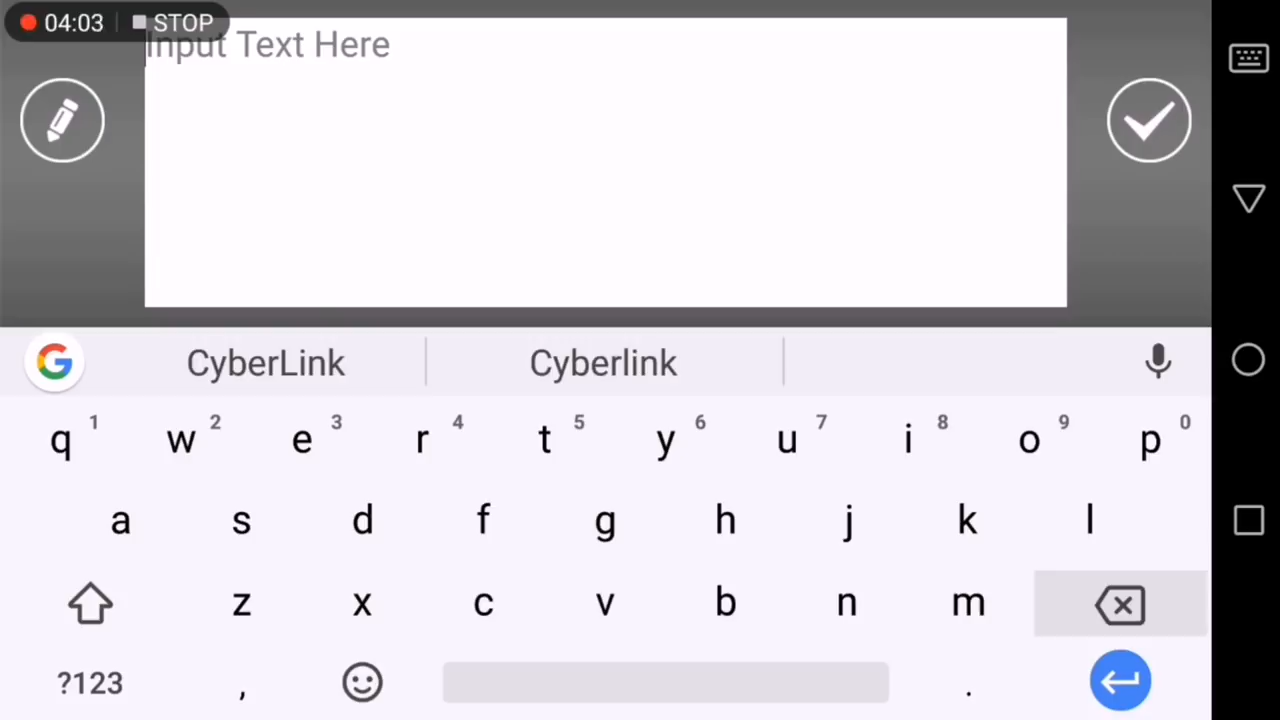 04:03 STOP
Input Text Here
CyberLink Cyberlink
q 1 w 2 e 3 r 4 t 5 y 6 u 7 i 8 o 9 p 0
a s d f g h j k l
z x c v b n m
?123 , .